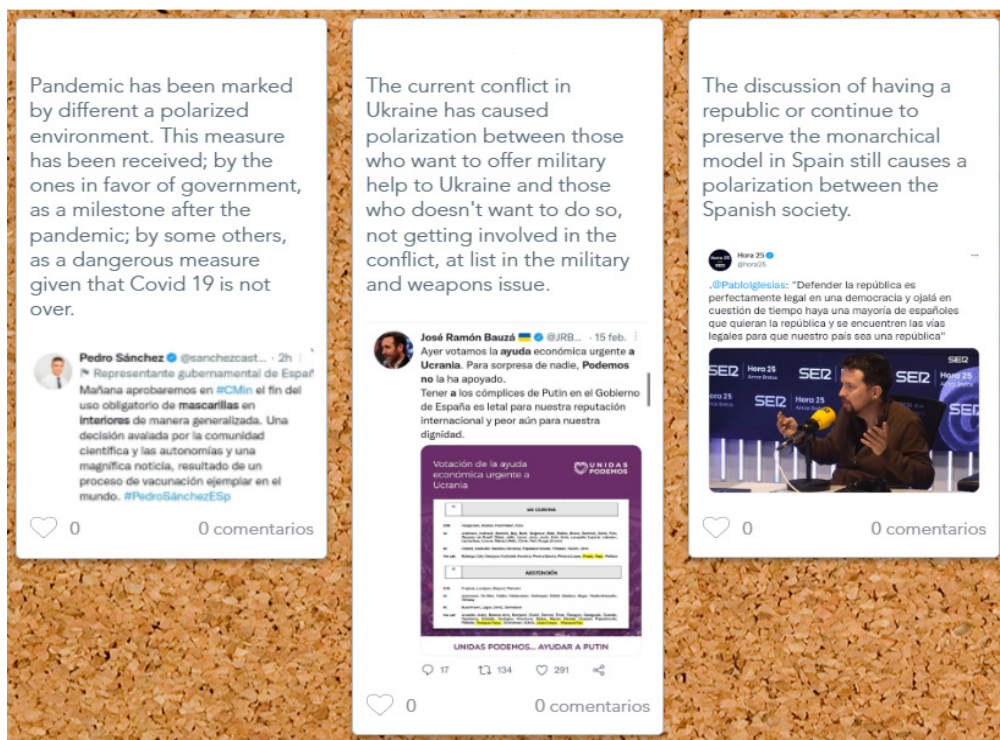 Pandemic has been marked
by different a polarized
environment. This measure
has been received; by the
ones in favor of government,
as a milestone after the
pandemic; by some others,
as a dangerous measure
given that Covid 19 is not
over.
Pedro Sánchez @sanchezcast... · 2h
Representante gubernamental de Españ
Mañana aprobaremos en #CMin el fin del
uso obligatorio de mascarillas en
interiores de manera generalizada. Una
decisión avalada por la comunidad
científica y las autonomías y una
magnífica noticia, resultado de un
proceso de vacunación ejemplar en el
mundo. #PedroSánchezESp
0 0 comentarios
The current conflict in
Ukraine has caused
polarization between those
who want to offer military
help to Ukraine and those
who doesn't want to do so,
not getting involved in the
conflict, at list in the military
and weapons issue.
José Ramón Bauzá @JRB... · 15 feb.
Ayer votamos la ayuda económica urgente a
Ucrania. Para sorpresa de nadie, Podemos
no la ha apoyado.
Tener a los cómplices de Putin en el Gobierno
de España es letal para nuestra reputación
internacional y peor aún para nuestra
dignidad.
Votación de la ayuda
económica urgente a
Ucrania
UNIDAS
PODEMOS
ABSTENCIÓN
UNIDAS PODEMOS... AYUDAR A PUTIN
17 134 291
0 0 comentarios
The discussion of having a
republic or continue to
preserve the monarchical
model in Spain still causes a
polarization between the
Spanish society.
Hora 25
@hora25
.@PabloIglesias: "Defender la república es
perfectamente legal en una democracia y ojalá en
cuestión de tiempo haya una mayoría de españoles
que quieran la república y se encuentren las vías
legales para que nuestro país sea una república"
SER
SER Hora 25
SER Hora 25
ora 25
SER Hora 25
SER
0 0 comentarios